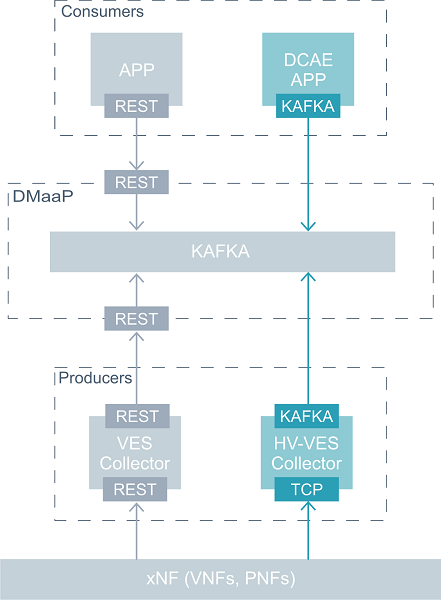 Consumers
APP
REST
DCAE
APP
KAFKA
REST
DMaaP
KAFKA
REST
Producers
REST
VES
Collector
REST
KAFKA
HV-VES
Collector
TCP
xNF (VNFs, PNFs)